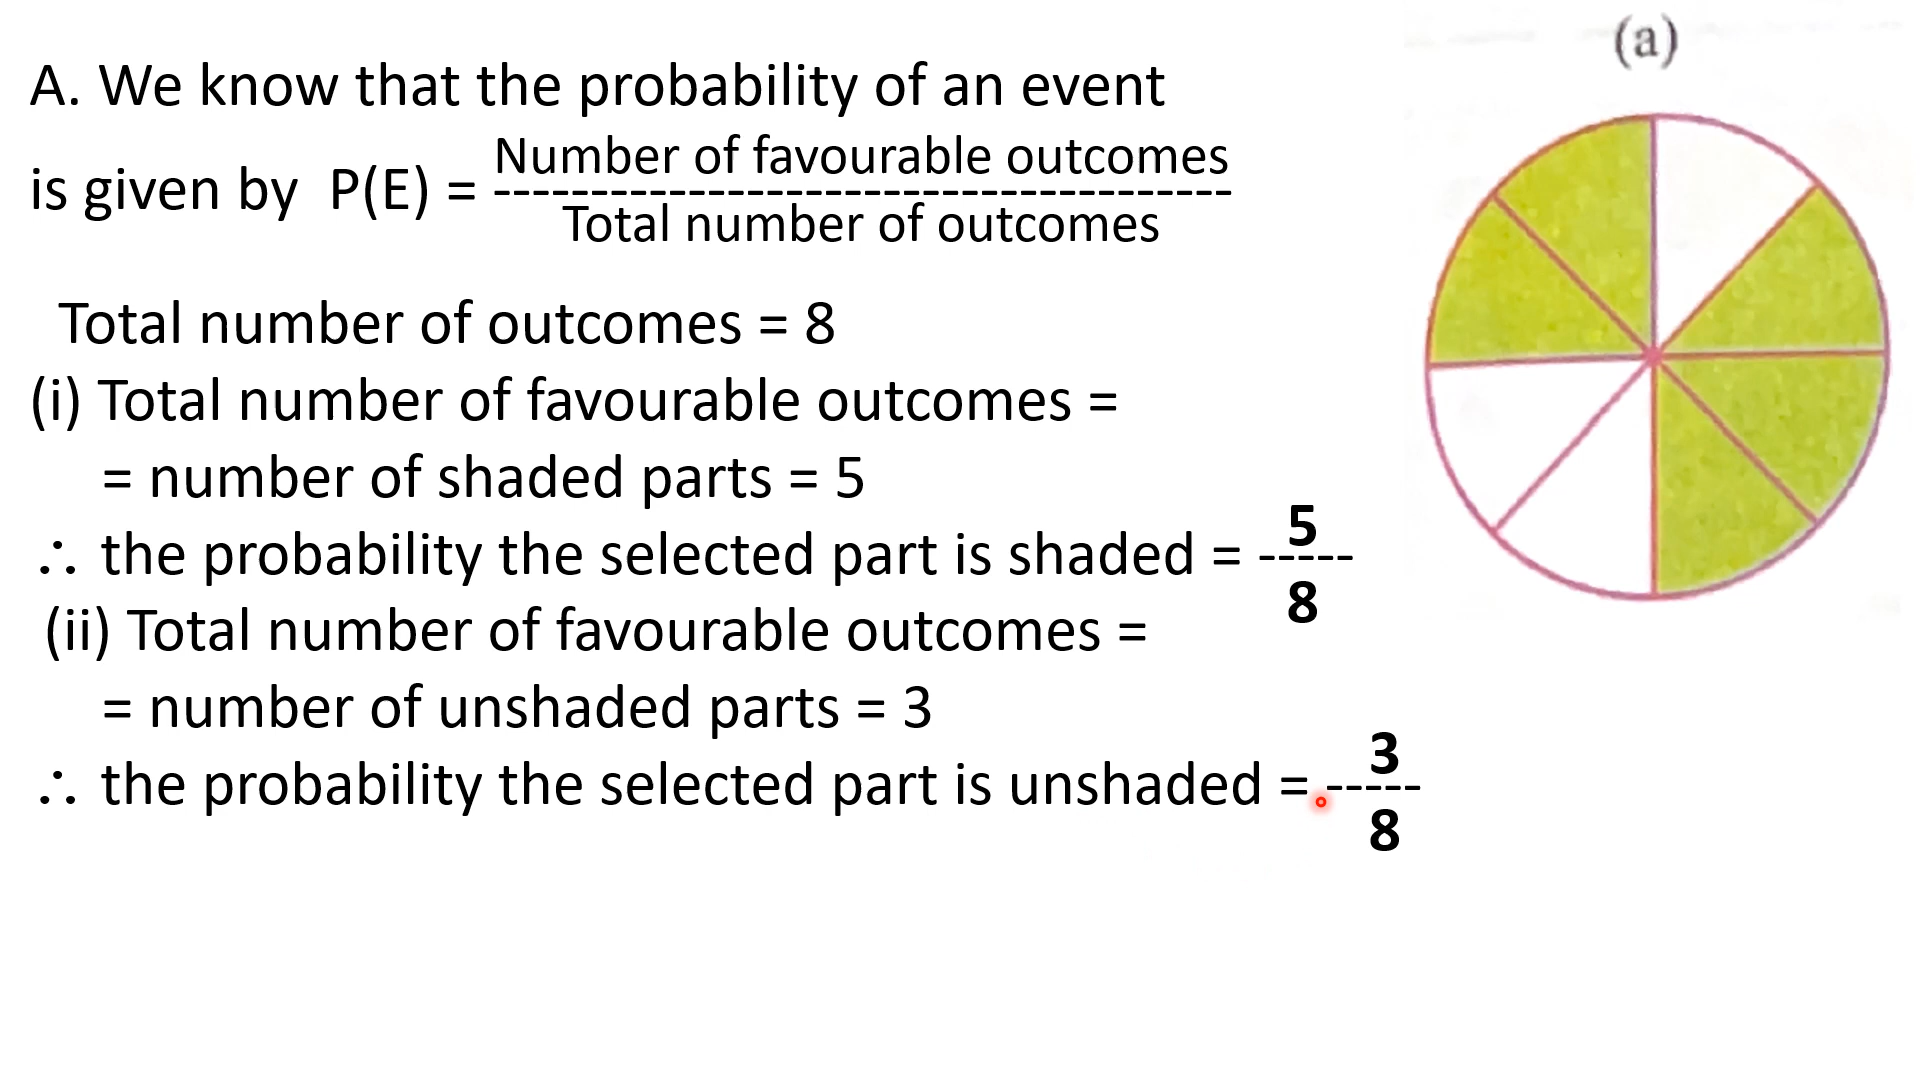 (a)
A. We know that the probability of an event
Number of favourable outcomes
is given by P(E) = --------------------------------------
Total number of outcomes
Total number of outcomes = 8
(i) Total number of favourable outcomes =
= number of shaded parts = 5
5
∴ the probability the selected part is shaded = -----
8
(ii) Total number of favourable outcomes =
= number of unshaded parts = 3
3
∴ the probability the selected part is unshaded = -----
8